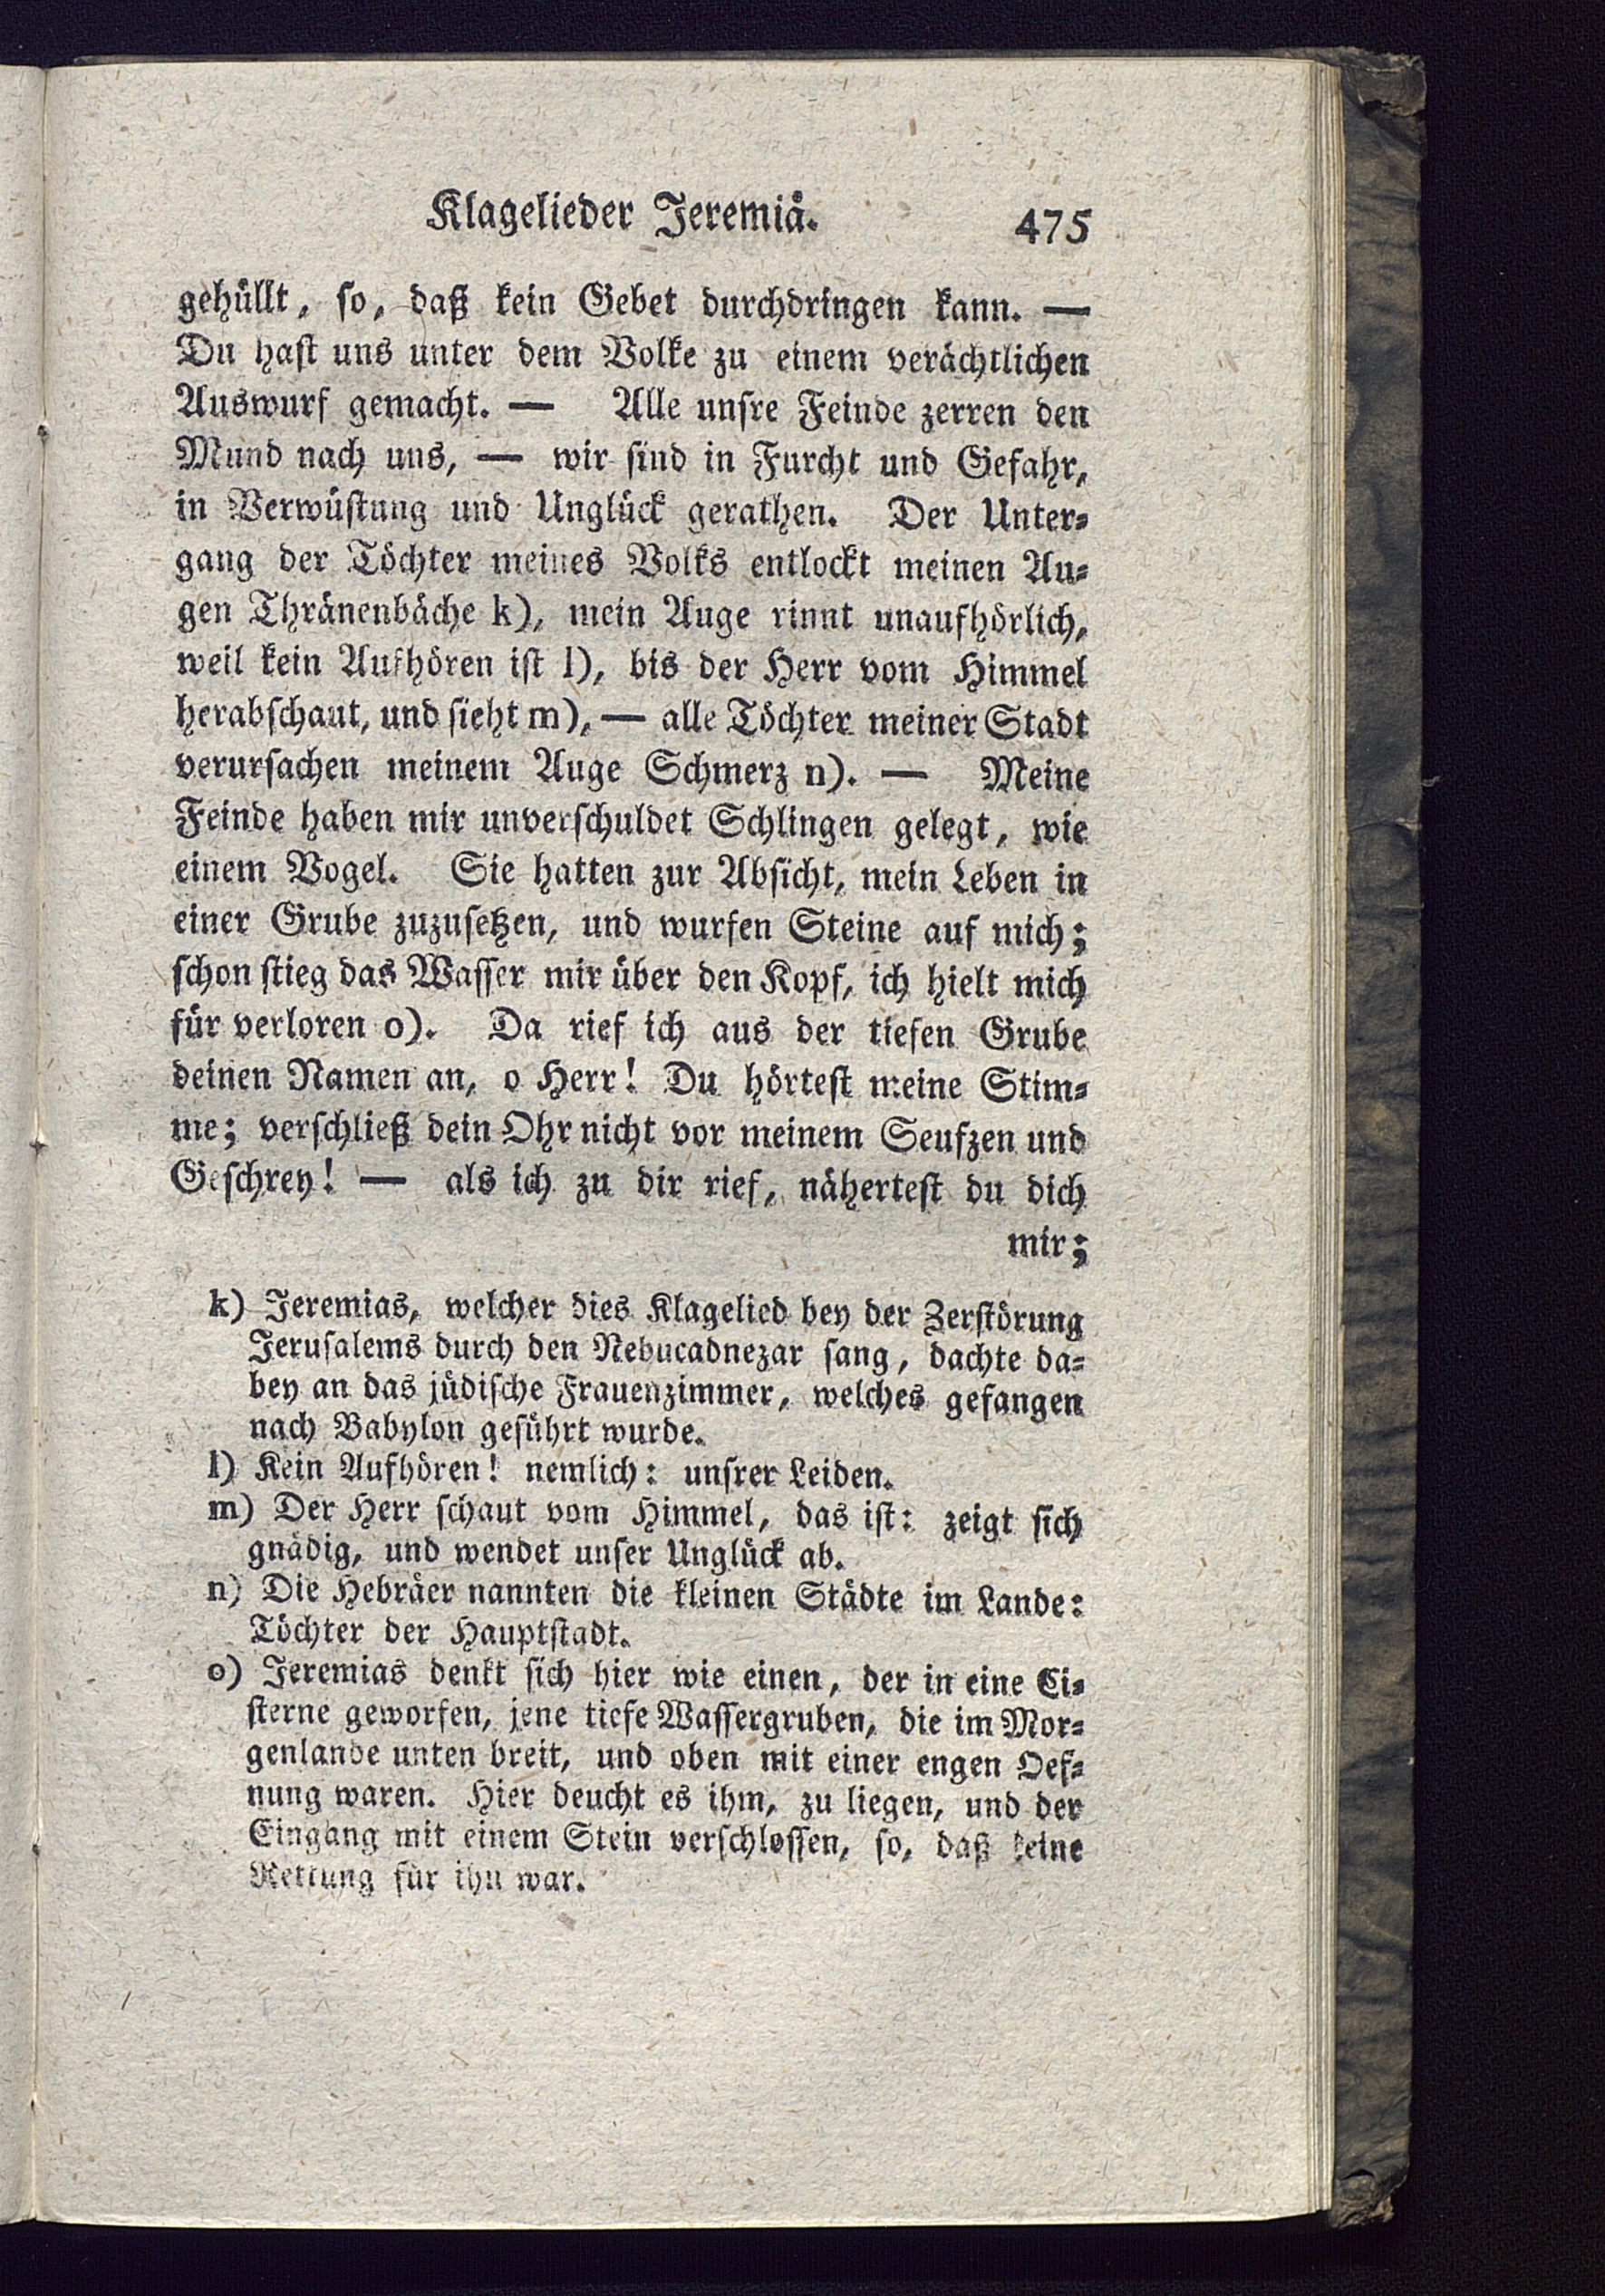 Klagelieder Jeremiä. 475
gehüllt, so, daß kein Gebet durchdringen kann. —
Du hast uns unter dem Volke zu einem verächtlichen
Auswurf gemacht. — Alle unsre Feinde zerren den
Mund nach uns, — wir sind in Furcht und Gefahr,
in Verwüstung und Unglück gerathen. Der Unter-
gang der Töchter meines Volks entlockt meinen Au-
gen Thränenbäche k), mein Auge rinnt unaufhörlich,
weil kein Aufhören ist l), bis der Herr vom Himmel
herabschaut, und sieht m), — alle Töchter meiner Stadt
verursachen meinem Auge Schmerz n). — Meine
Feinde haben mir unverschuldet Schlingen gelegt, wie
einem Vogel. Sie hatten zur Absicht, mein Leben in
einer Grube zuzusetzen, und wurfen Steine auf mich;
schon stieg das Wasser mir über den Kopf, ich hielt mich
für verloren o). Da rief ich aus der tiefen Grube
deinen Namen an, o Herr! Du hörtest meine Stim-
me; verschließ dein Ohr nicht vor meinem Seufzen und
Geschrey! — als ich zu dir rief, nähertest du dich
mir;
k) Jeremias, welcher dies Klagelied bey der Zerstörung
Jerusalems durch den Nebucadnezar sang, dachte da-
bey an das jüdische Frauenzimmer, welches gefangen
nach Babylon geführt wurde.
l) Kein Aufhören! nemlich: unsrer Leiden.
m) Der Herr schaut vom Himmel, das ist: zeigt sich
gnädig, und wendet unser Unglück ab.
n) Die Hebräer nannten die kleinen Städte im Lande:
Töchter der Hauptstadt.
o) Jeremias denkt sich hier wie einen, der in eine Ci-
sterne geworfen, jene tiefe Wassergruben, die im Mor-
genlande unten breit, und oben mit einer engen Oef-
nung waren. Hier deucht es ihm, zu liegen, und der
Eingang mit einem Stein verschlossen, so, daß keine
Rettung für ihn war.